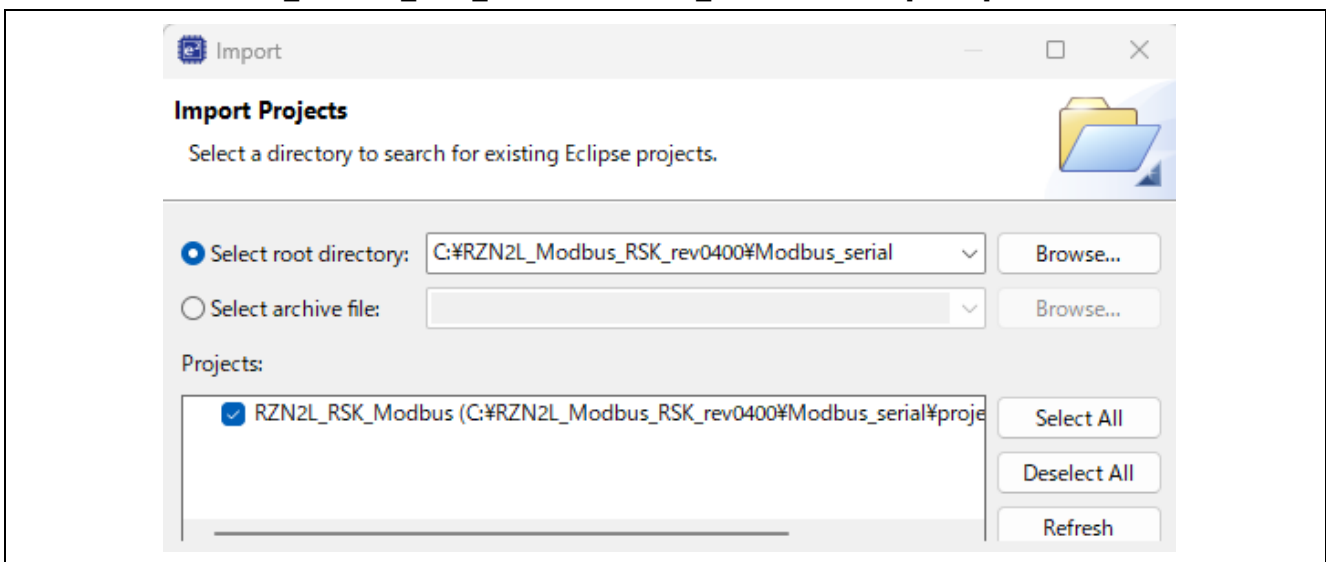 Import
Import Projects
Select a directory to search for existing Eclipse projects.
Select root directory: C:¥RZN2L_Modbus_RSK_rev0400¥Modbus_serial Browse...
Select archive file: Browse...
Projects:
RZN2L_RSK_Modbus (C:¥RZN2L_Modbus_RSK_rev0400¥Modbus_serial¥proje
Select All
Deselect All
Refresh